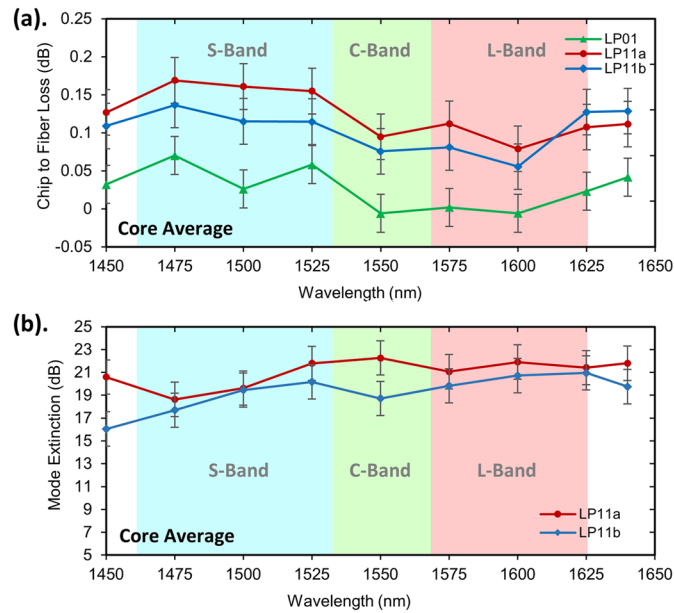 (a).
0.25
0.2
0.15
0.1
0.05
0
-0.05
Chip to Fiber Loss (dB)
S-Band
C-Band
L-Band
LP01
LP11a
LP11b
Core Average
1450 1475 1500 1525 1550 1575 1600 1625 1650
Wavelength (nm)
(b).
25
23
21
19
17
15
13
11
9
7
5
Mode Extinction (dB)
S-Band
C-Band
L-Band
LP11a
LP11b
Core Average
1450 1475 1500 1525 1550 1575 1600 1625 1650
Wavelength (nm)